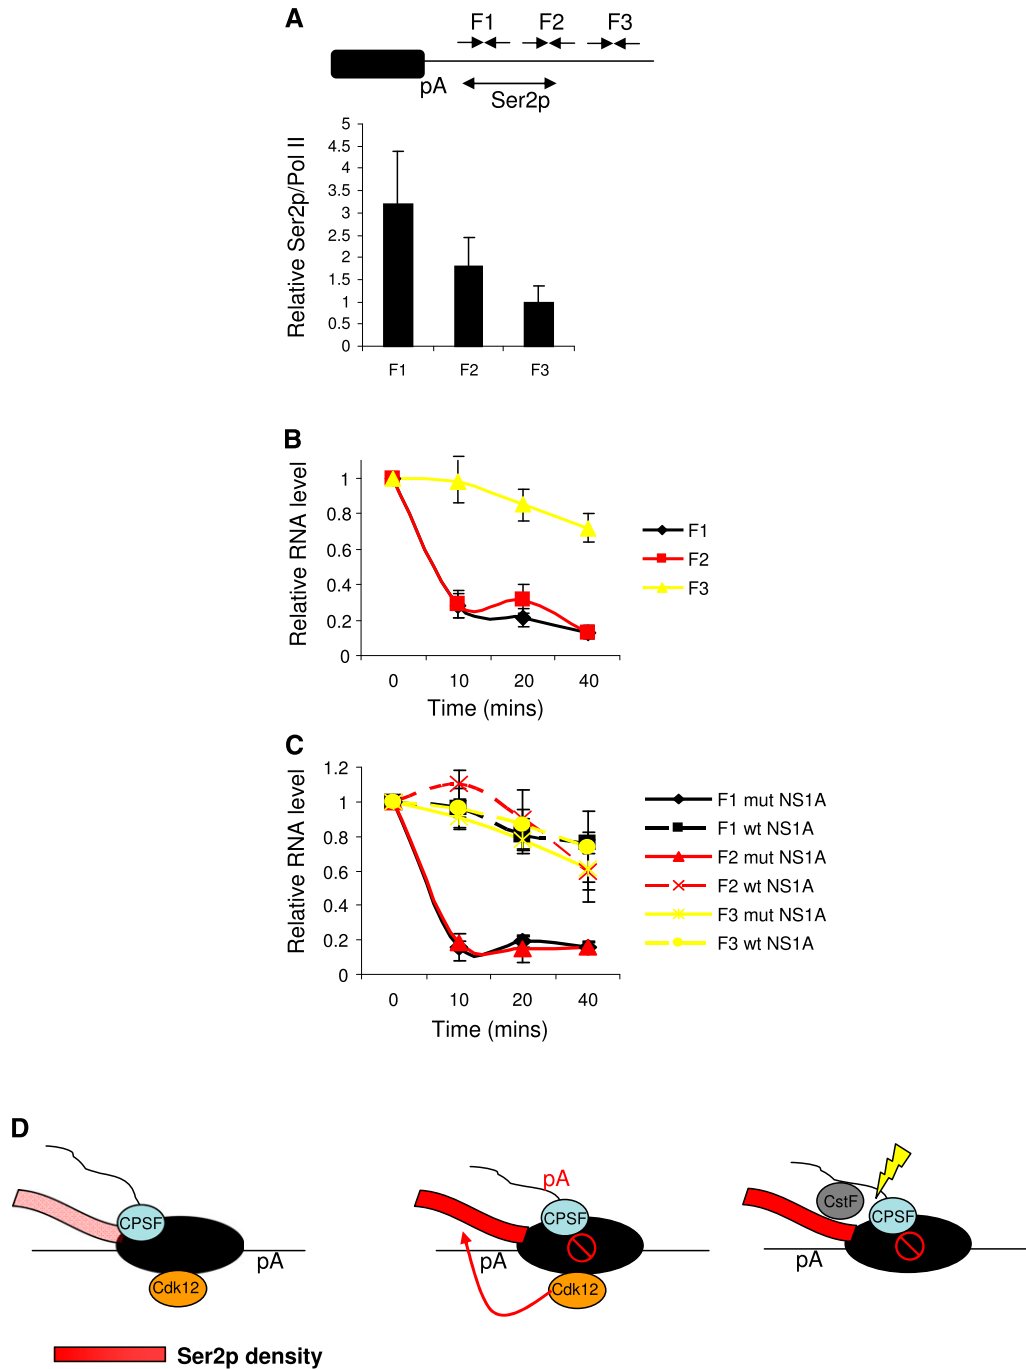 A
F1 F2 F3
pA
Ser2p
Relative Ser2p/Pol II
5
4.5
4
3.5
3
2.5
2
1.5
1
0.5
0
F1 F2 F3
B
Relative RNA level
1
0.8
0.6
0.4
0.2
0
0 10 20 40
Time (mins)
F1
F2
F3
C
Relative RNA level
1.2
1
0.8
0.6
0.4
0.2
0
0 10 20 40
Time (mins)
F1 mut NS1A
F1 wt NS1A
F2 mut NS1A
F2 wt NS1A
F3 mut NS1A
F3 wt NS1A
D
CPSF
pA
Cdk12
pA
CPSF
pA
Cdk12
CstF
CPSF
pA
Ser2p density